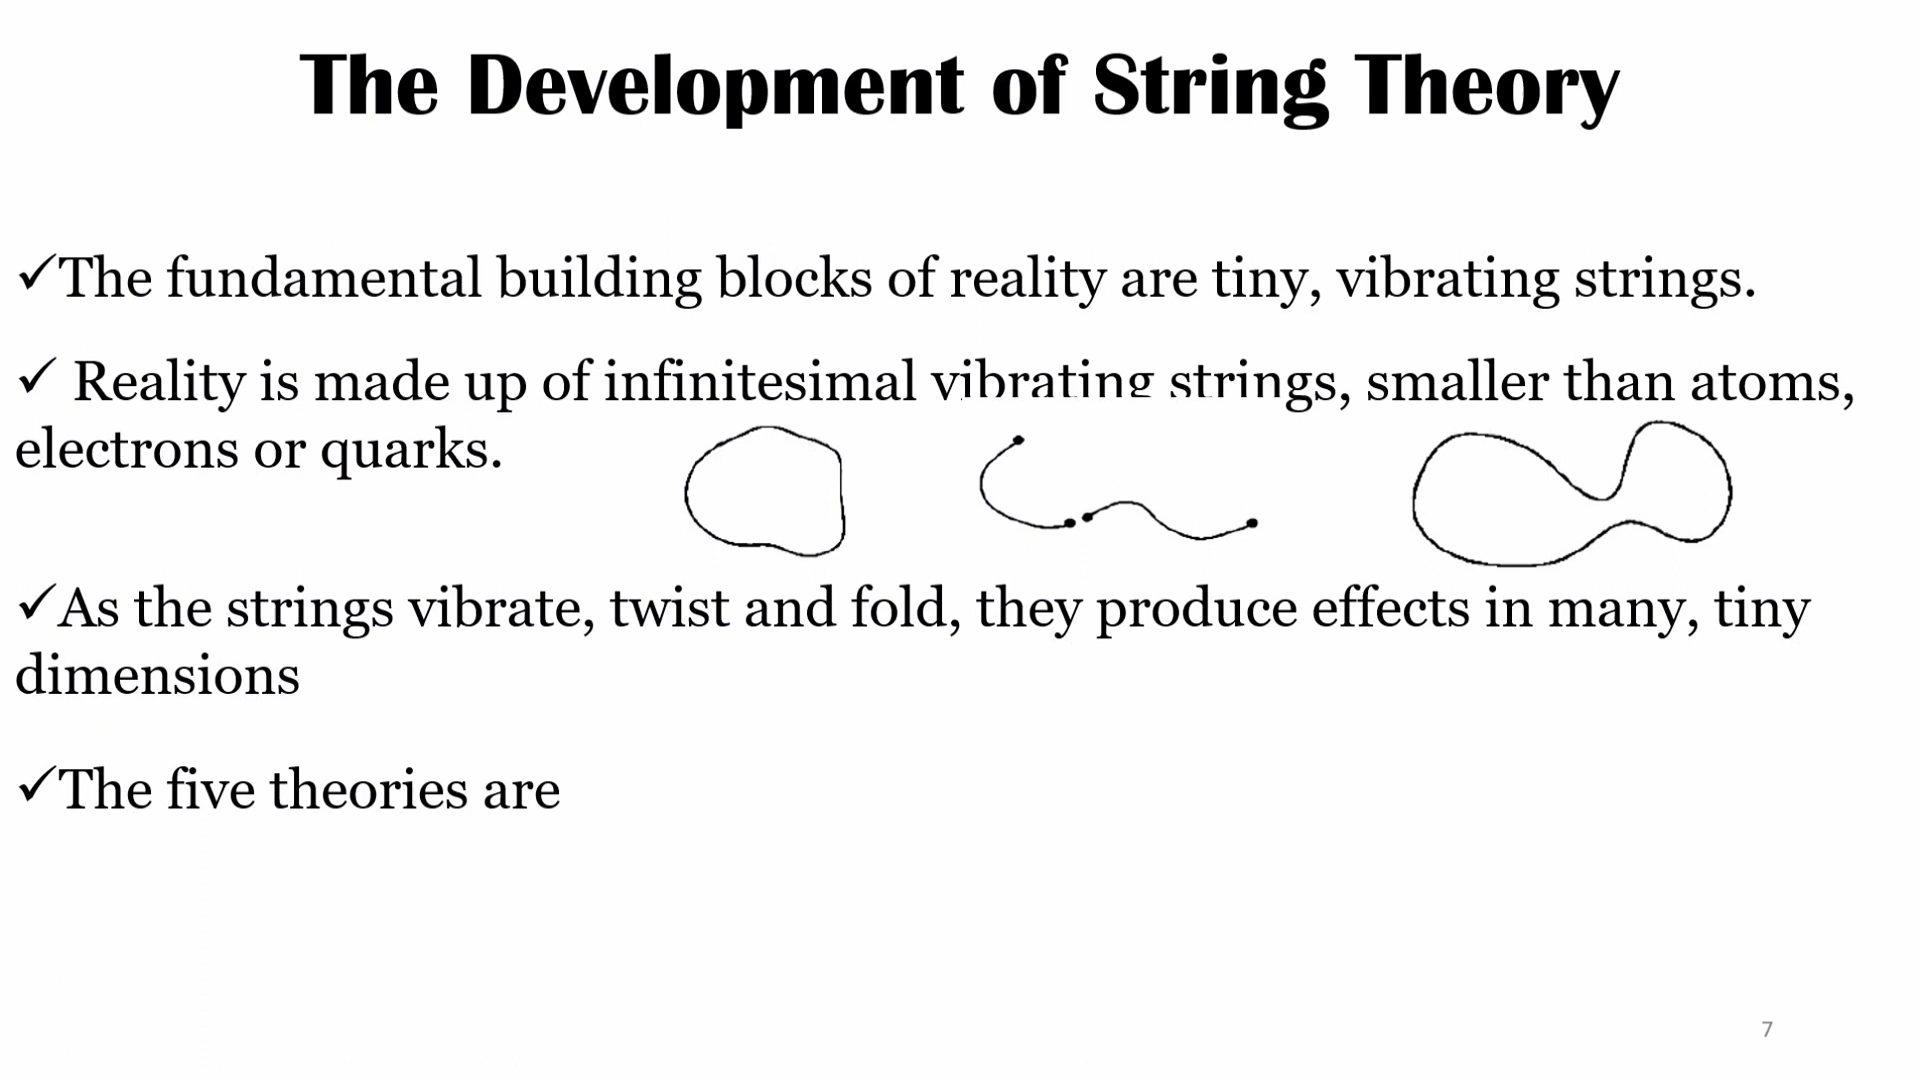 The Development of String Theory
✓The fundamental building blocks of reality are tiny, vibrating strings.
✓ Reality is made up of infinitesimal vibrating strings, smaller than atoms,
electrons or quarks.
✓As the strings vibrate, twist and fold, they produce effects in many, tiny
dimensions
✓The five theories are
7